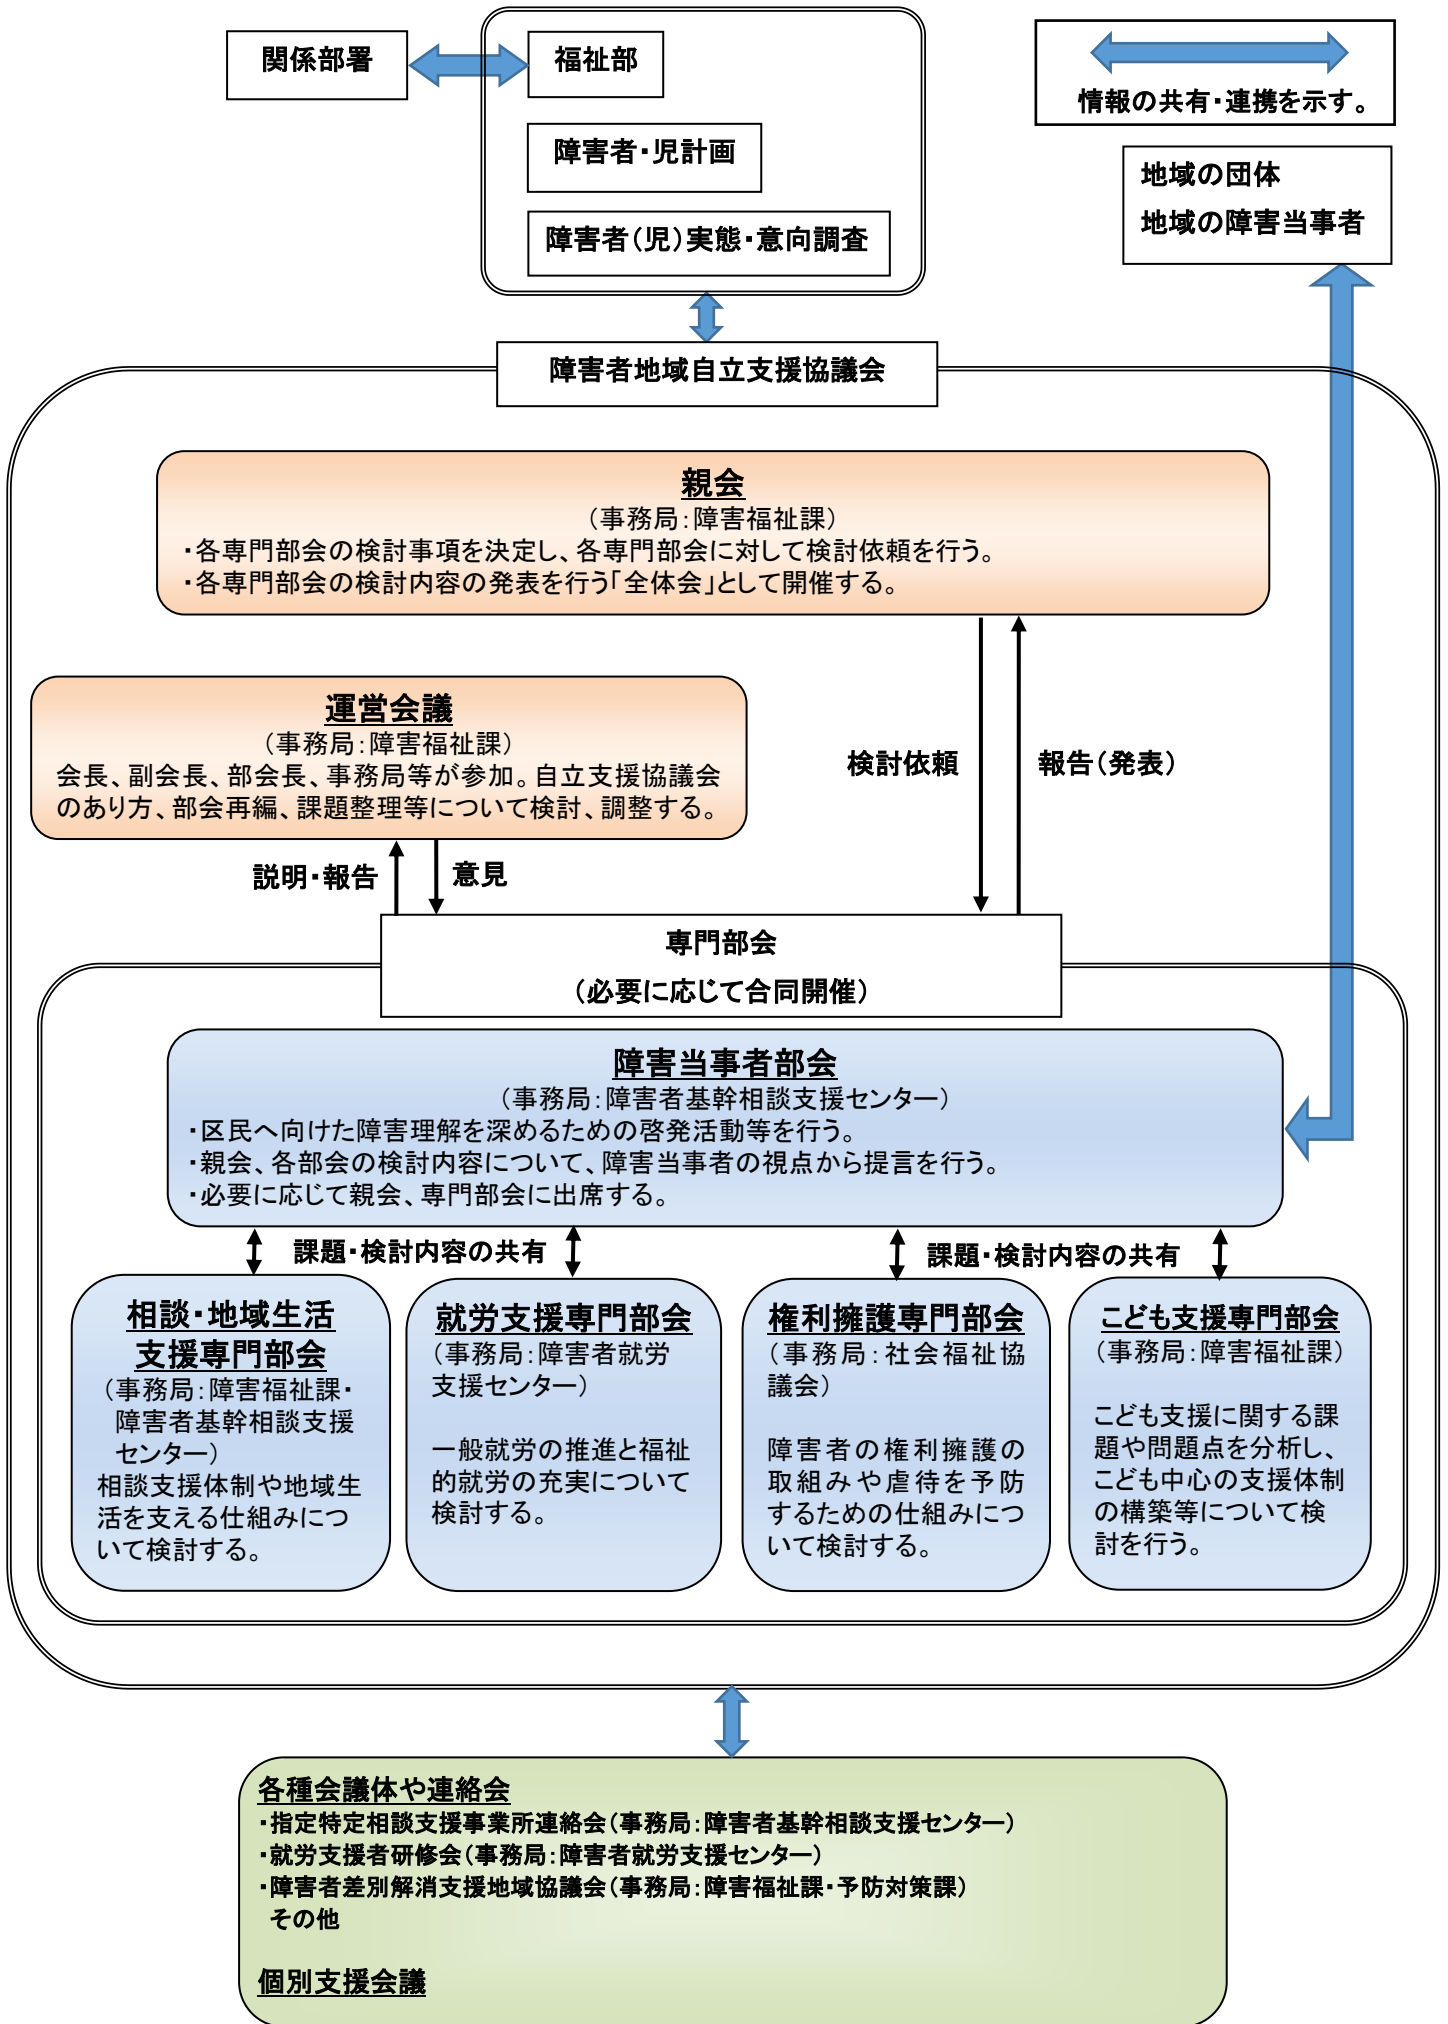 関係部署
福祉部
障害者・児計画
障害者（児）実態・意向調査
情報の共有・連携を示す。
地域の団体
地域の障害当事者
障害者地域自立支援協議会
親会
（事務局：障害福祉課）
・各専門部会の検討事項を決定し、各専門部会に対して検討依頼を行う。
・各専門部会の検討内容の発表を行う「全体会」として開催する。
運営会議
（事務局：障害福祉課）
会長、副会長、部会長、事務局等が参加。自立支援協議会
のあり方、部会再編、課題整理等について検討、調整する。
検討依頼
報告（発表）
説明・報告
意見
専門部会
（必要に応じて合同開催）
障害当事者部会
（事務局：障害者基幹相談支援センター）
・区民へ向けた障害理解を深めるための啓発活動等を行う。
・親会、各部会の検討内容について、障害当事者の視点から提言を行う。
・必要に応じて親会、専門部会に出席する。
課題・検討内容の共有
課題・検討内容の共有
相談・地域生活
支援専門部会
（事務局：障害福祉課・
障害者基幹相談支援
センター）
相談支援体制や地域生
活を支える仕組みにつ
いて検討する。
就労支援専門部会
（事務局：障害者就労
支援センター）
一般就労の推進と福祉
的就労の充実について
検討する。
権利擁護専門部会
（事務局：社会福祉協
議会）
障害者の権利擁護の
取組みや虐待を予防
するための仕組みにつ
いて検討する。
こども支援専門部会
（事務局：障害福祉課）
こども支援に関する課
題や問題点を分析し、
こども中心の支援体制
の構築等について検
討を行う。
各種会議体や連絡会
・指定特定相談支援事業所連絡会（事務局：障害者基幹相談支援センター）
・就労支援者研修会（事務局：障害者就労支援センター）
・障害者差別解消支援地域協議会（事務局：障害福祉課・予防対策課）
その他
個別支援会議